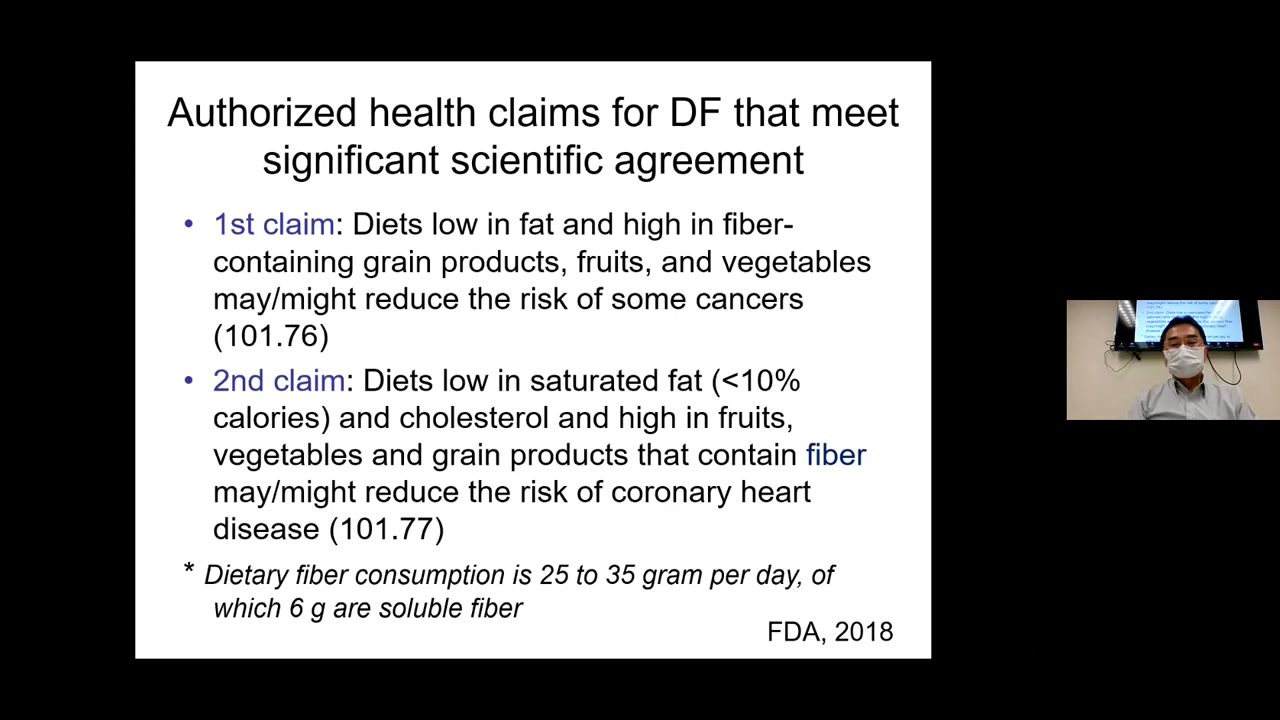 Authorized health claims for DF that meet
significant scientific agreement
• 1st claim: Diets low in fat and high in fiber-
containing grain products, fruits, and vegetables
may/might reduce the risk of some cancers
(101.76)
• 2nd claim: Diets low in saturated fat (<10%
calories) and cholesterol and high in fruits,
vegetables and grain products that contain fiber
may/might reduce the risk of coronary heart
disease (101.77)
* Dietary fiber consumption is 25 to 35 gram per day, of
which 6 g are soluble fiber
FDA, 2018